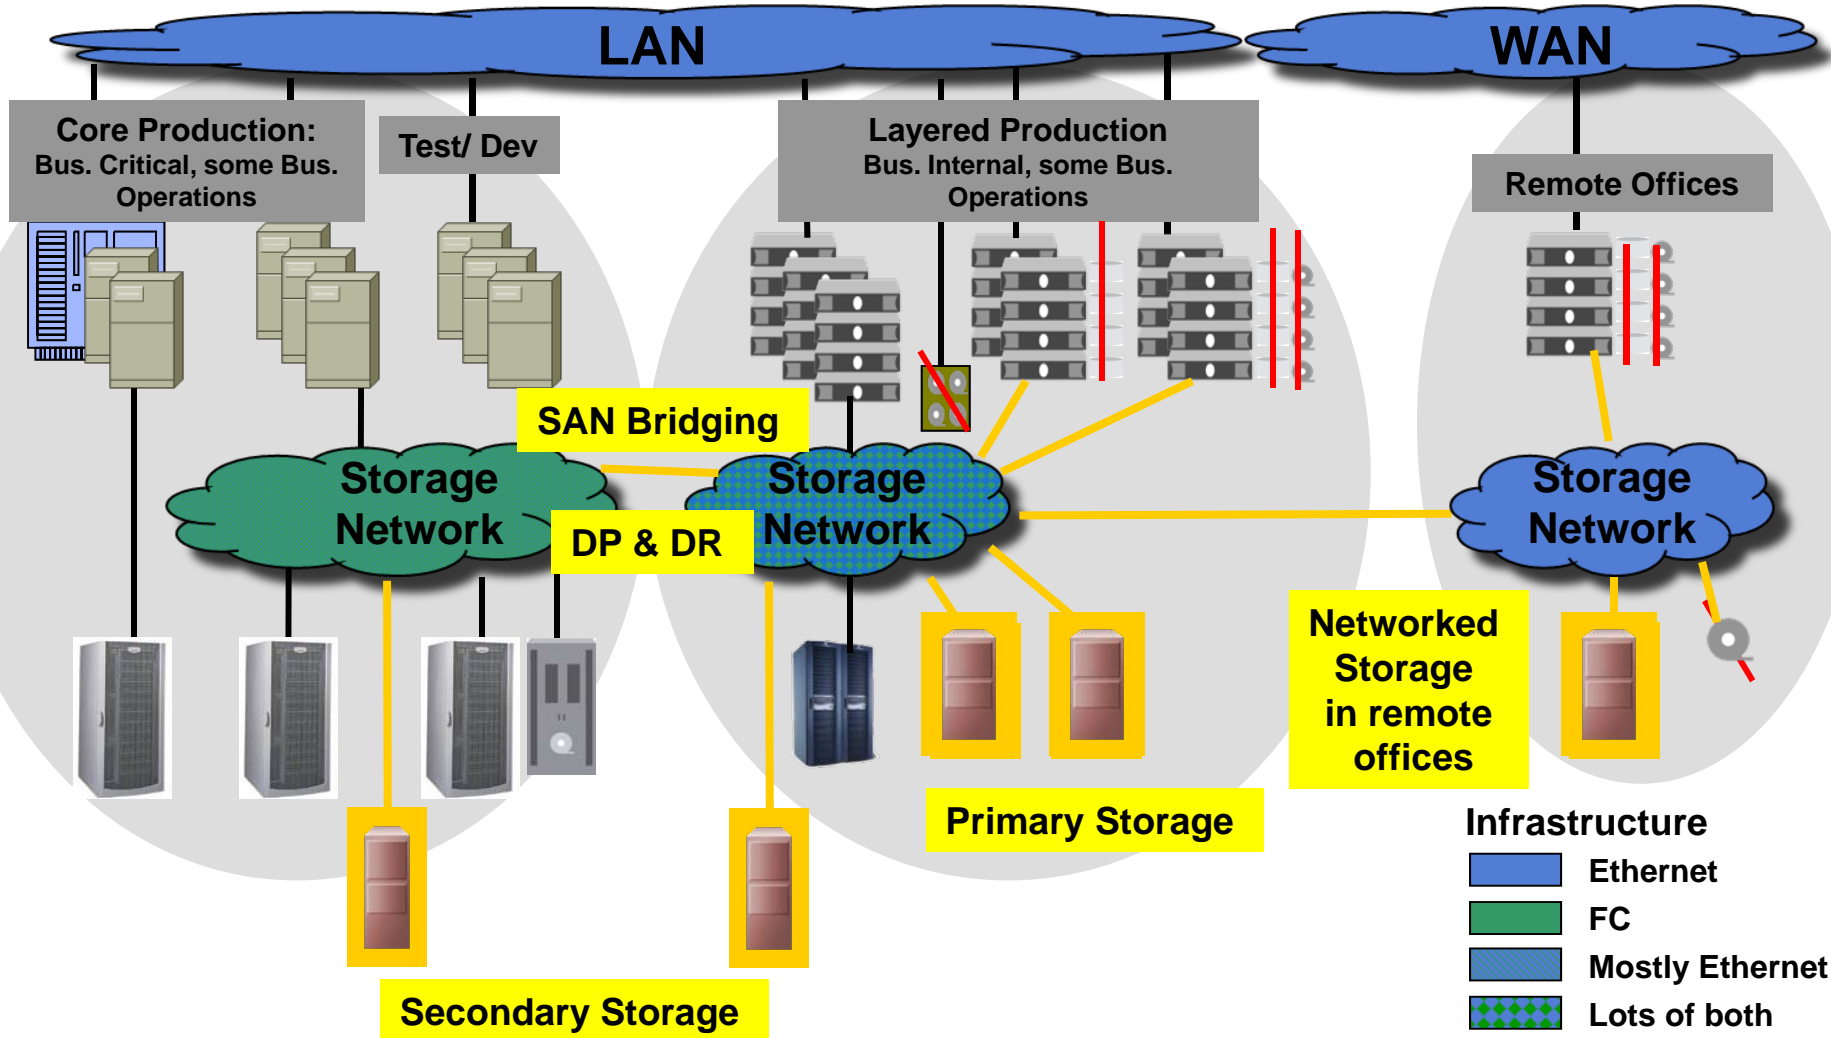 LAN
WAN
Core Production:
Bus. Critical, some Bus.
Operations
Test/ Dev
Layered Production
Bus. Internal, some Bus.
Operations
Remote Offices
SAN Bridging
Storage
Network
DP & DR
Storage
Network
Storage
Network
Networked
Storage
in remote
offices
Primary Storage
Secondary Storage
Infrastructure
Ethernet
FC
Mostly Ethernet
Lots of both